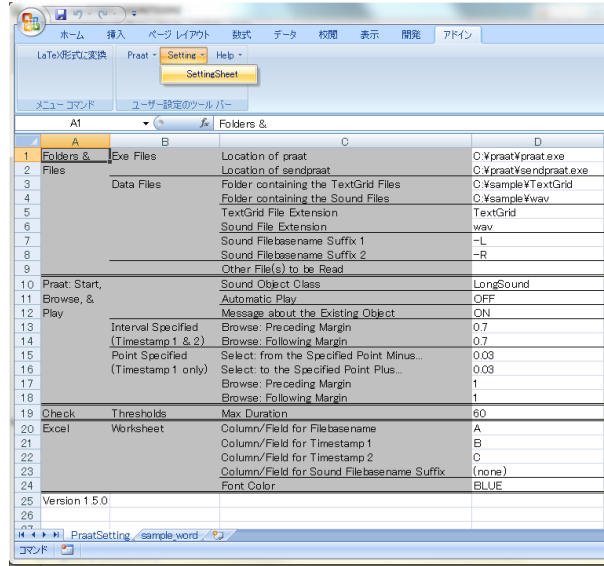 ホーム 挿入 ページ レイアウト 数式 データ 校閲 表示 開発 アドイン
LaTeX形式に変換 Praat Setting Help
SettingSheet
メニュー コマンド ユーザー設定のツール バー
A1 fx Folders &
A B C D
1 Folders & Exe Files Location of praat C:¥praat¥praat.exe
2 Files Location of sendpraat C:¥praat¥sendpraat.exe
3 Data Files Folder containing the TextGrid Files C:¥sample¥TextGrid
4 Folder containing the Sound Files C:¥sample¥wav
5 TextGrid File Extension TextGrid
6 Sound File Extension wav
7 Sound Filebasename Suffix 1 -L
8 Sound Filebasename Suffix 2 -R
9 Other File(s) to be Read
10 Praat: Start, Sound Object Class LongSound
11 Browse, & Automatic Play OFF
12 Play Message about the Existing Object ON
13 Interval Specified Browse: Preceding Margin 0.7
14 (Timestamp 1 & 2) Browse: Following Margin 0.7
15 Point Specified Select: from the Specified Point Minus... 0.03
16 (Timestamp 1 only) Select: to the Specified Point Plus... 0.03
17 Browse: Preceding Margin 1
18 Browse: Following Margin 1
19 Check Thresholds Max Duration 60
20 Excel Worksheet Column/Field for Filebasename A
21 Column/Field for Timestamp 1 B
22 Column/Field for Timestamp 2 C
23 Column/Field for Sound Filebasename Suffix (none)
24 Font Color BLUE
25 Version 1.5.0
26
27
PraatSetting sample_word
コマンド